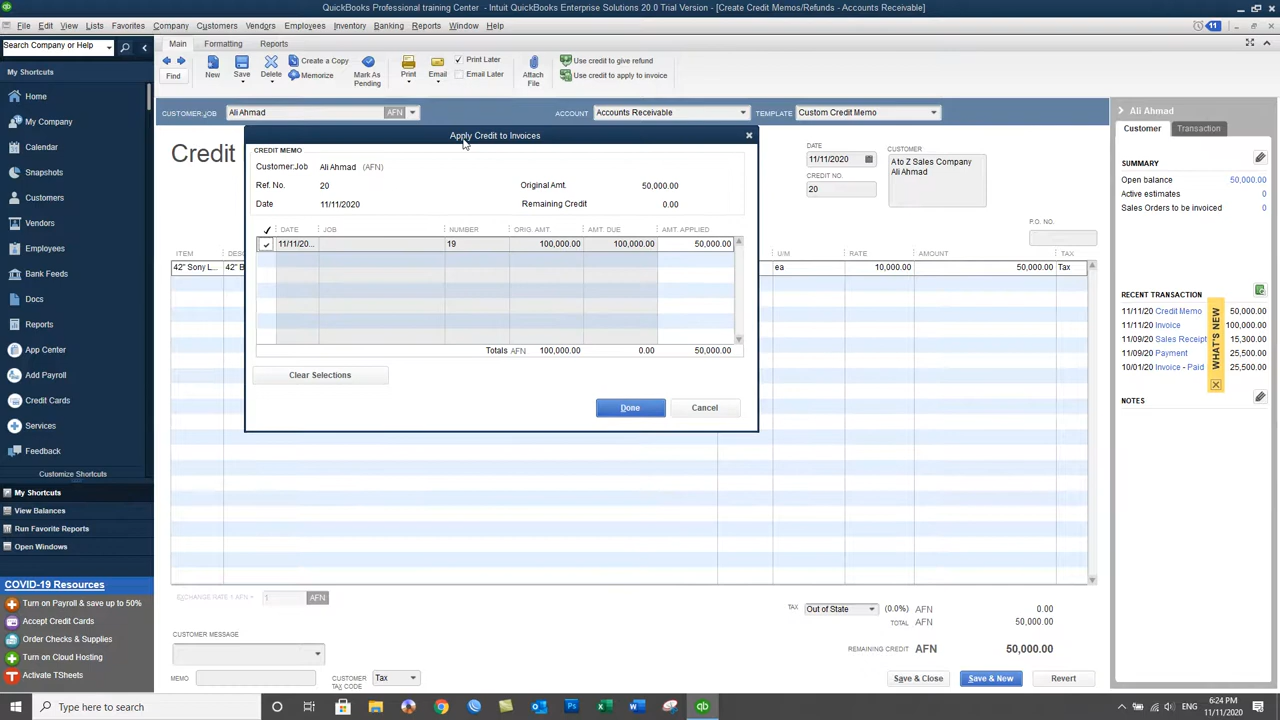 QuickBooks Professional training Center - Intuit QuickBooks Enterprise Solutions 20.0 Trial Version - [Create Credit Memos/Refunds - Accounts Receivable]
File Edit View Lists Favorites Company Customers Vendors Employees Inventory Banking Reports Window Help 11
Search Company or Help
Main Formatting Reports
Find New Save Delete Create a Copy Memorize Mark As Pending Print Email Print Later Email Later Attach File Use credit to give refund Use credit to apply to invoice
My Shortcuts
Home
My Company
Calendar
Snapshots
Customers
Vendors
Employees
Bank Feeds
Docs
Reports
App Center
Add Payroll
Credit Cards
Services
Feedback
Customize Shortcuts
My Shortcuts
View Balances
Run Favorite Reports
Open Windows
COVID-19 Resources
Turn on Payroll & save up to 50%
Accept Credit Cards
Order Checks & Supplies
Turn on Cloud Hosting
Activate TSheets
CUSTOMER:JOB Ali Ahmad AFN ACCOUNT Accounts Receivable TEMPLATE Custom Credit Memo
Credit
DATE
11/11/2020
CREDIT NO.
20
CUSTOMER
A to Z Sales Company
Ali Ahmad
P.O. NO.
Apply Credit to Invoices
CREDIT MEMO
Customer:Job Ali Ahmad (AFN)
Ref. No. 20 Original Amt. 50,000.00
Date 11/11/2020 Remaining Credit 0.00
✓ DATE JOB NUMBER ORIG. AMT. AMT. DUE AMT. APPLIED
✓ 11/11/20... 19 100,000.00 100,000.00 50,000.00
Totals AFN 100,000.00 0.00 50,000.00
Clear Selections
Done Cancel
ITEM DESC U/M RATE AMOUNT TAX
42" Sony L... 42" B ea 10,000.00 50,000.00 Tax
EXCHANGE RATE 1 AFN = 1 AFN
TAX Out of State (0.0%) AFN 0.00
TOTAL AFN 50,000.00
CUSTOMER MESSAGE
REMAINING CREDIT AFN 50,000.00
MEMO CUSTOMER TAX CODE Tax
Save & Close Save & New Revert
Ali Ahmad
Customer Transaction
SUMMARY
Open balance 50,000.00
Active estimates 0
Sales Orders to be invoiced 0
RECENT TRANSACTION
11/11/20 Credit Memo 50,000.00
11/11/20 Invoice 100,000.00
11/09/20 Sales Receipt 15,300.00
11/09/20 Payment 25,500.00
10/01/20 Invoice - Paid 25,500.00
WHAT'S NEW
NOTES
Type here to search
ENG
6:24 PM
11/11/2020